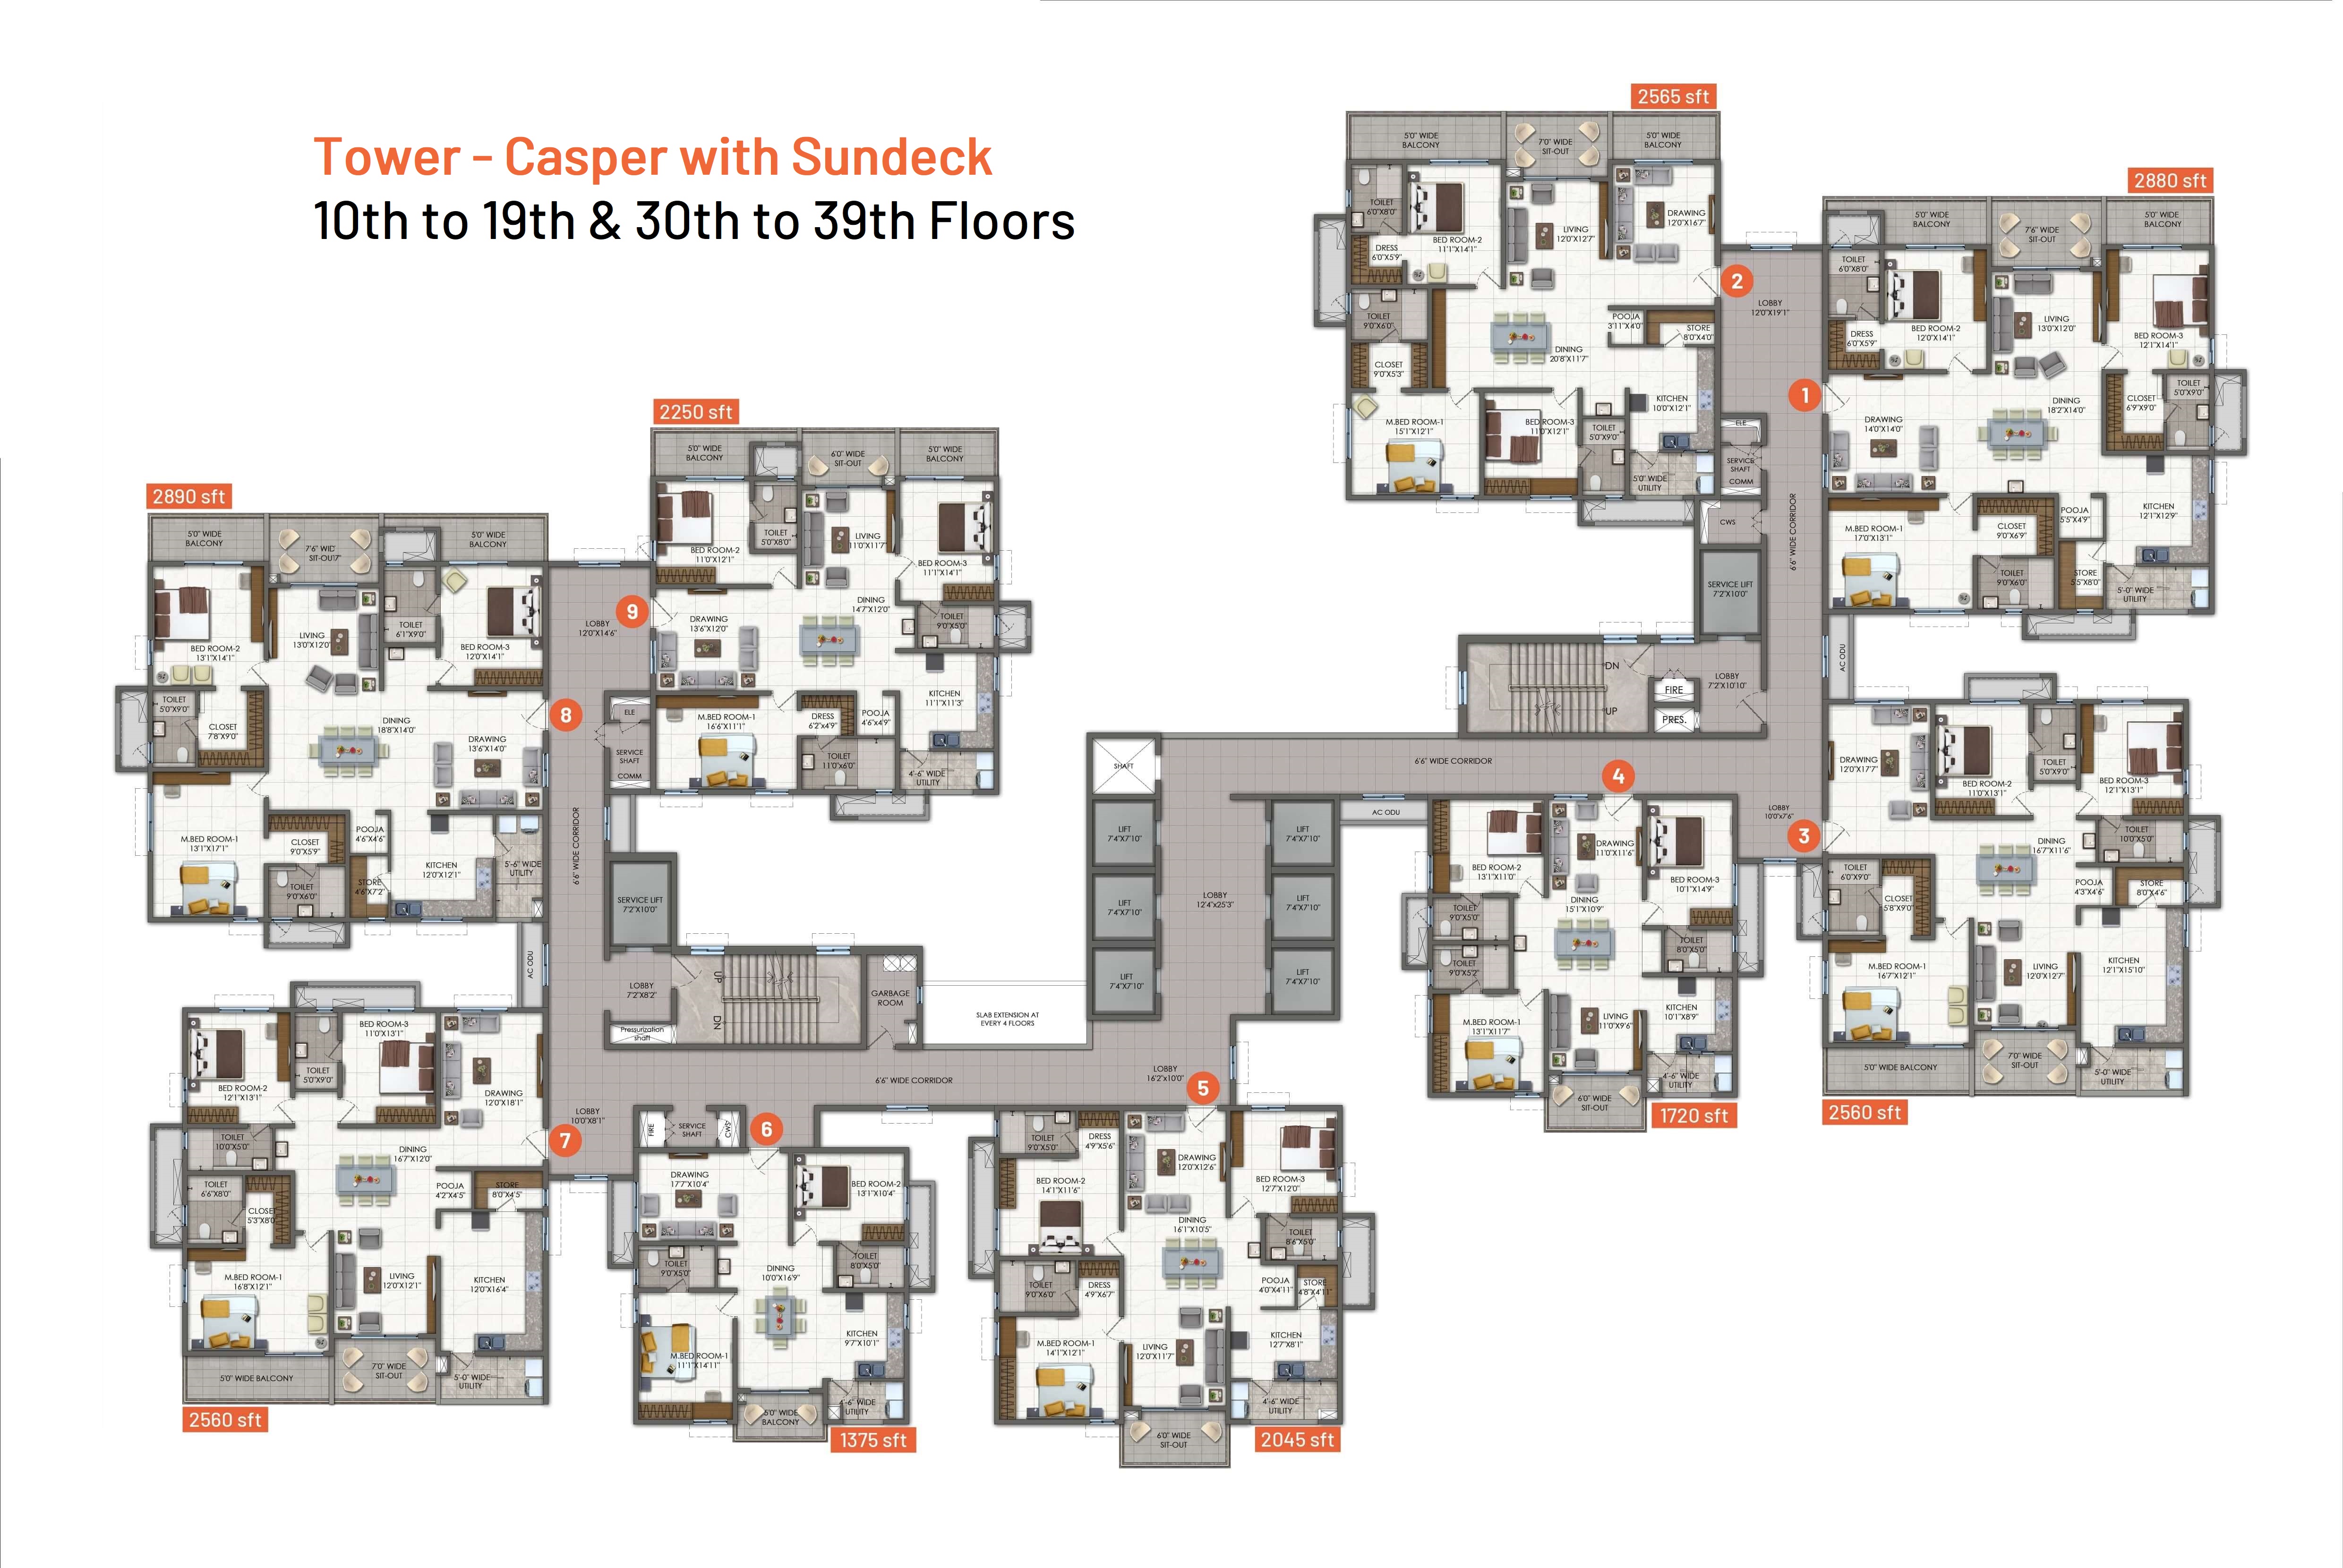 Tower - Casper with Sundeck
10th to 19th & 30th to 39th Floors
2565 sft
5'0" WIDE
BALCONY
7'0" WIDE
SIT-OUT
5'0" WIDE
BALCONY
TOILET
6'0"X8'0"
BED ROOM-2
11'1"X14'1"
DRESS
6'0"X5'9"
LIVING
12'0"X12'7"
DRAWING
12'0"X16'7"
TOILET
9'0"X6'0"
CLOSET
9'0"X5'3"
DINING
20'8"X11'7"
POOJA
3'11"X4'0"
STORE
8'0"X4'0"
M.BED ROOM-1
15'1"X12'1"
BED ROOM-3
11'0"X12'1"
TOILET
5'0"X9'0"
KITCHEN
10'0"X12'1"
5'0" WIDE
UTILITY
2
LOBBY
12'0"X19'1"
ELE
SERVICE
SHAFT
COMM
CWS
SERVICE LIFT
7'2"X10'0"
6'6" WIDE CORRIDOR
LOBBY
7'2"X10'10"
DN
UP
FIRE
PRES.
AC ODU
2880 sft
5'0" WIDE
BALCONY
7'6" WIDE
SIT-OUT
5'0" WIDE
BALCONY
TOILET
6'0"X8'0"
DRESS
6'0"X5'9"
BED ROOM-2
12'0"X14'1"
LIVING
13'0"X12'0"
BED ROOM-3
12'1"X14'1"
1
DRAWING
14'0"X14'0"
DINING
18'2"X14'0"
CLOSET
6'9"X9'0"
TOILET
5'0"X9'0"
M.BED ROOM-1
17'0"X13'1"
CLOSET
9'0"X6'9"
POOJA
5'5"X4'9"
KITCHEN
12'1"X12'9"
TOILET
9'0"X6'0"
STORE
5'5"X8'0"
5'-0" WIDE
UTILITY
2250 sft
5'0" WIDE
BALCONY
6'0" WIDE
SIT-OUT
5'0" WIDE
BALCONY
BED ROOM-2
11'0"X12'1"
TOILET
5'0"X8'0"
LIVING
11'0"X11'7"
BED ROOM-3
11'1"X14'1"
9
DRAWING
13'6"X12'0"
DINING
14'7"X12'0"
TOILET
9'0"X5'0"
M.BED ROOM-1
16'6"X11'1"
DRESS
6'2"x4'9"
POOJA
4'6"x4'9"
KITCHEN
11'1"X11'3"
TOILET
11'0"x6'0"
4'-6" WIDE
UTILITY
2890 sft
5'0" WIDE
BALCONY
SIT-OUT
5'0" WIDE
BALCONY
BED ROOM-2
13'1"X14'1"
LIVING
13'0"X12'0"
TOILET
6'1"X9'0"
BED ROOM-3
12'0"X14'1"
TOILET
5'0"X9'0"
CLOSET
7'8"X9'0"
DINING
18'8"X14'0"
DRAWING
13'6"X14'0"
8
M.BED ROOM-1
13'1"X17'1"
CLOSET
9'0"X5'9"
POOJA
4'6"X4'6"
KITCHEN
12'0"X12'1"
5'-6" WIDE
UTILITY
TOILET
9'0"X6'0"
STORE
4'6"X7'2"
LOBBY
12'0"X14'6"
ELE
SERVICE
SHAFT
COMM
6'6" WIDE CORRIDOR
SERVICE LIFT
7'2"X10'0"
AC ODU
LOBBY
7'2"X8'2"
Pressurization
shaft
UP
DN
GARBAGE
ROOM
SLAB EXTENSION AT
EVERY 4 FLOORS
SHAFT
6'6" WIDE CORRIDOR
LIFT
7'4"X7'10"
LIFT
7'4"X7'10"
LIFT
7'4"X7'10"
LIFT
7'4"X7'10"
LIFT
7'4"X7'10"
LIFT
7'4"X7'10"
LOBBY
12'4"x25'3"
AC ODU
4
BED ROOM-2
13'1"X11'0"
DRAWING
11'0"X11'6"
BED ROOM-3
10'1"X14'9"
TOILET
9'0"X5'0"
DINING
15'1"X10'9"
TOILET
9'0"X5'2"
TOILET
8'0"X5'0"
M.BED ROOM-1
13'1"X11'7"
LIVING
11'0"X9'6"
KITCHEN
10'1"X8'9"
4'-6" WIDE
UTILITY
6'0" WIDE
SIT-OUT
1720 sft
LOBBY
10'0"x7'6"
3
DRAWING
12'0"X17'7"
BED ROOM-2
11'0"X13'1"
TOILET
5'0"X9'0"
BED ROOM-3
12'1"X13'1"
DINING
16'7"X11'6"
TOILET
10'0"X5'0"
TOILET
6'0"X9'0"
CLOSET
5'8"X9'0"
POOJA
4'3"X4'6"
STORE
8'0"X4'6"
M.BED ROOM-1
16'7"X12'1"
LIVING
12'0"X12'7"
KITCHEN
12'1"X15'10"
5'0" WIDE BALCONY
7'0" WIDE
SIT-OUT
5'-0" WIDE
UTILITY
2560 sft
BED ROOM-2
12'1"X13'1"
TOILET
5'0"X9'0"
BED ROOM-3
11'0"X13'1"
DRAWING
12'0"X18'1"
TOILET
10'0"X5'0"
DINING
16'7"X12'0"
7
LOBBY
10'0"X8'1"
TOILET
6'6"X8'0"
CLOSET
5'3"X8'0"
POOJA
4'2"X4'5"
STORE
8'0"X4'5"
M.BED ROOM-1
16'8"X12'1"
LIVING
12'0"X12'1"
KITCHEN
12'0"X16'4"
5'0" WIDE BALCONY
7'0" WIDE
SIT-OUT
5'-0" WIDE
UTILITY
2560 sft
6'6" WIDE CORRIDOR
FIRE
SERVICE
SHAFT
CWS
6
DRAWING
17'7"X10'4"
BED ROOM-2
13'1"X10'4"
TOILET
9'0"X5'0"
DINING
10'0"X16'9"
TOILET
8'0"X5'0"
M.BED ROOM-1
11'1"X14'11"
KITCHEN
9'7"X10'1"
5'0" WIDE
BALCONY
4'-6" WIDE
UTILITY
1375 sft
LOBBY
16'2"x10'0"
5
TOILET
9'0"X5'0"
DRESS
4'9"X5'6"
DRAWING
12'0"X12'6"
BED ROOM-2
14'1"X11'6"
BED ROOM-3
12'7"X12'0"
DINING
16'1"X10'5"
TOILET
8'6"X5'0"
TOILET
9'0"X6'0"
DRESS
4'9"X6'7"
POOJA
4'0"X4'11"
STORE
4'8"X4'11"
M.BED ROOM-1
14'1"X12'1"
LIVING
12'0"X11'7"
KITCHEN
12'7"X8'1"
4'-6" WIDE
UTILITY
6'0" WIDE
SIT-OUT
2045 sft